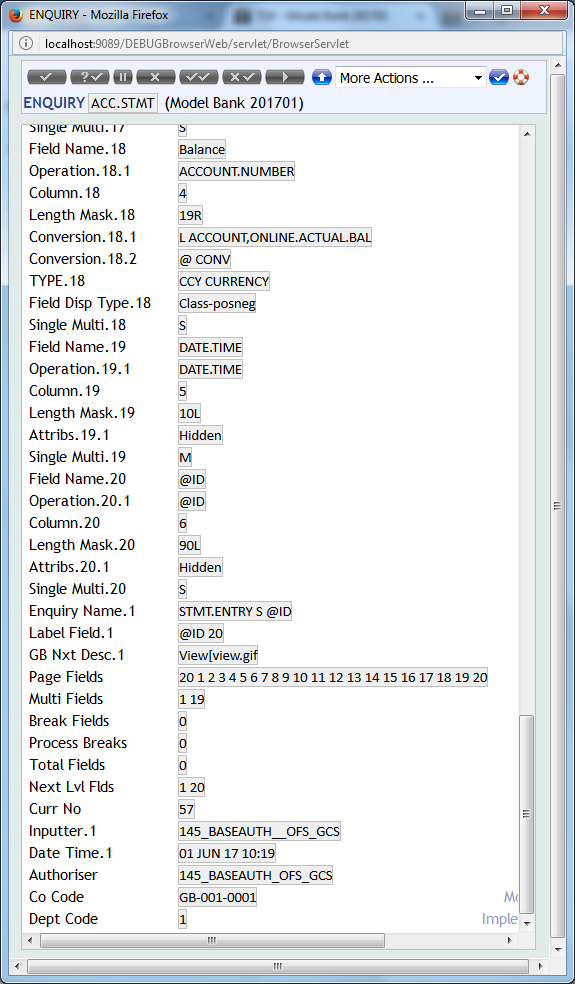 ENQUIRY - Mozilla Firefox
localhost:9089/DEBUGBrowserWeb/servlet/BrowserServlet
More Actions ...
ENQUIRY ACC.STMT (Model Bank 201701)
Single Multi.17 S
Field Name.18 Balance
Operation.18.1 ACCOUNT.NUMBER
Column.18 4
Length Mask.18 19R
Conversion.18.1 L ACCOUNT,ONLINE.ACTUAL.BAL
Conversion.18.2 @ CONV
TYPE.18 CCY CURRENCY
Field Disp Type.18 Class-posneg
Single Multi.18 S
Field Name.19 DATE.TIME
Operation.19.1 DATE.TIME
Column.19 5
Length Mask.19 10L
Attribs.19.1 Hidden
Single Multi.19 M
Field Name.20 @ID
Operation.20.1 @ID
Column.20 6
Length Mask.20 90L
Attribs.20.1 Hidden
Single Multi.20 S
Enquiry Name.1 STMT.ENTRY S @ID
Label Field.1 @ID 20
GB Nxt Desc.1 View[view.gif
Page Fields 20 1 2 3 4 5 6 7 8 9 10 11 12 13 14 15 16 17 18 19 20
Multi Fields 1 19
Break Fields 0
Process Breaks 0
Total Fields 0
Next Lvl Flds 1 20
Curr No 57
Inputter.1 145_BASEAUTH__OFS_GCS
Date Time.1 01 JUN 17 10:19
Authoriser 145_BASEAUTH_OFS_GCS
Co Code GB-001-0001 Mo
Dept Code 1 Imple